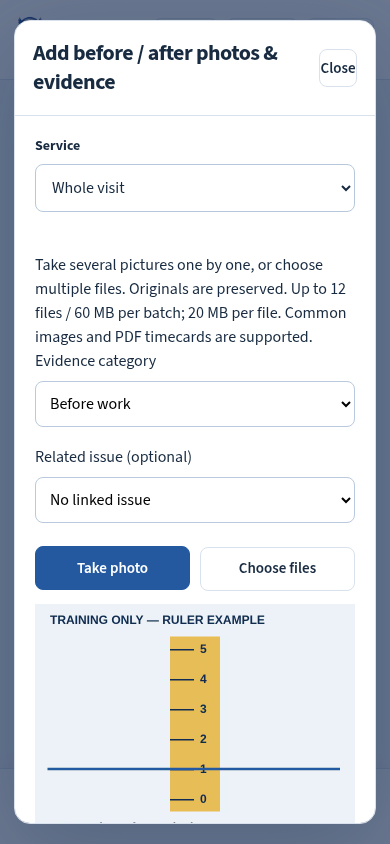 Add before / after photos &
evidence
Close
Service
Whole visit
Take several pictures one by one, or choose
multiple files. Originals are preserved. Up to 12
files / 60 MB per batch; 20 MB per file. Common
images and PDF timecards are supported.
Evidence category
Before work
Related issue (optional)
No linked issue
Take photo
Choose files
TRAINING ONLY — RULER EXAMPLE
5
4
3
2
1
0